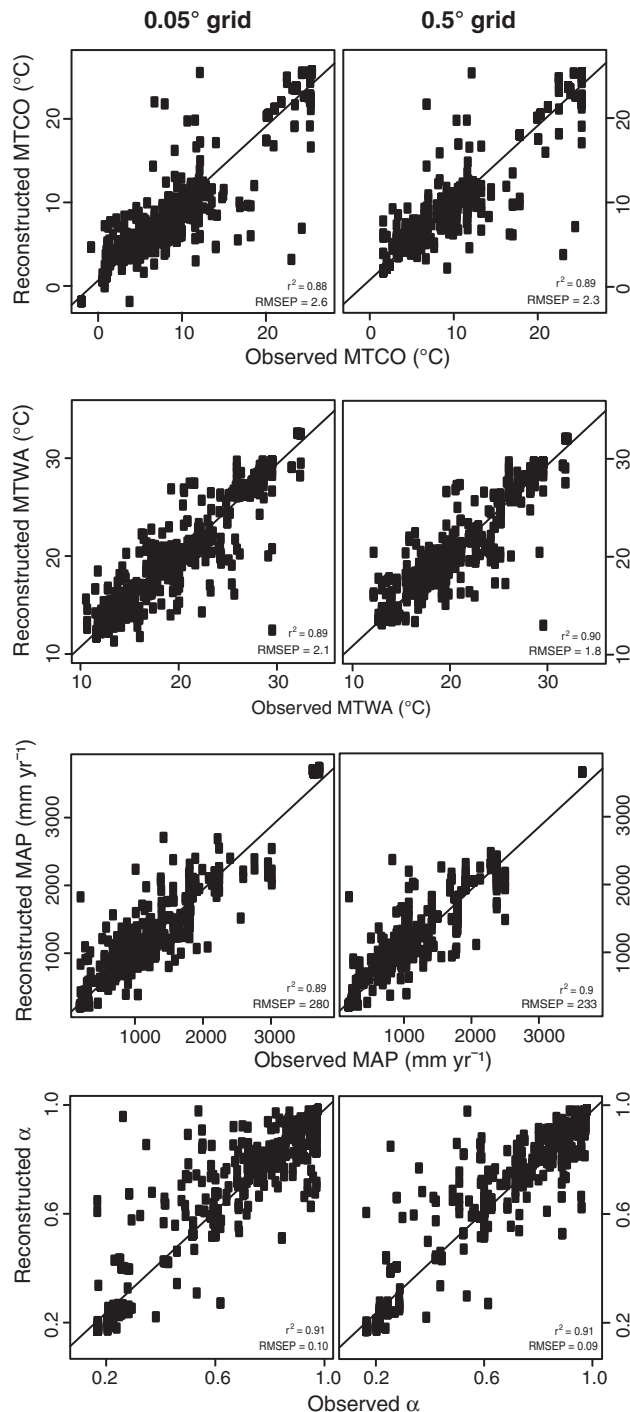 0.05° grid
0.5° grid
Reconstructed MTCO (°C)
0 10 20
0 10 20
r² = 0.88
RMSEP = 2.6
r² = 0.89
RMSEP = 2.3
0 10 20
0 10 20
Observed MTCO (°C)
Reconstructed MTWA (°C)
10 20 30
10 20 30
r² = 0.89
RMSEP = 2.1
r² = 0.90
RMSEP = 1.8
10 20 30
10 20 30
Observed MTWA (°C)
Reconstructed MAP (mm yr⁻¹)
1000 2000 3000
1000 2000 3000
r² = 0.89
RMSEP = 280
r² = 0.9
RMSEP = 233
1000 2000 3000
1000 2000 3000
Observed MAP (mm yr⁻¹)
Reconstructed α
0.2 0.6 1.0
0.2 0.6 1.0
r² = 0.91
RMSEP = 0.10
r² = 0.91
RMSEP = 0.09
0.2 0.6 1.0
0.2 0.6 1.0
Observed α